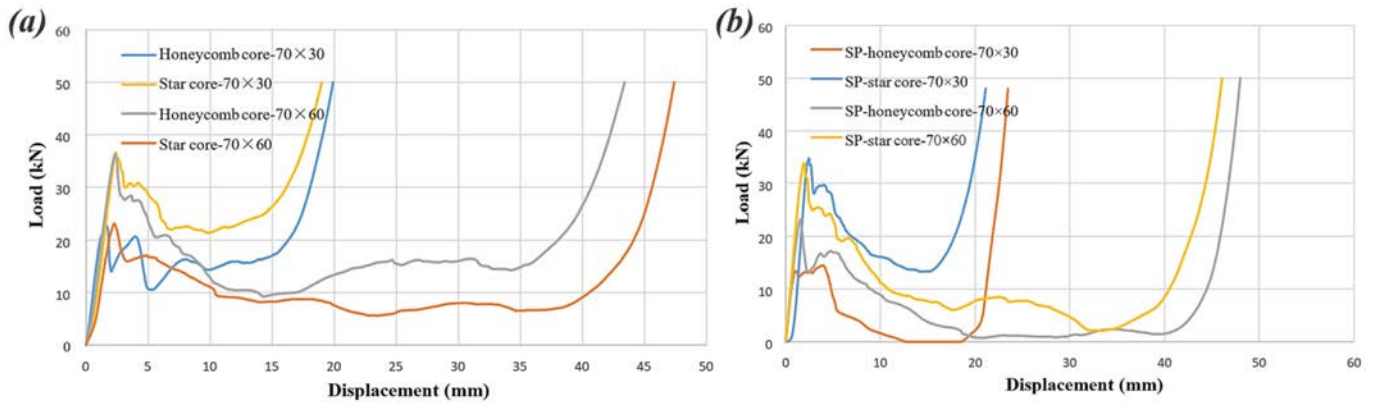 (a)
60
50
40
30
20
10
0
Load (kN)
Honeycomb core-70×30
Star core-70×30
Honeycomb core-70×60
Star core-70×60
0 5 10 15 20 25 30 35 40 45 50
Displacement (mm)
(b)
60
50
40
30
20
10
0
Load (kN)
SP-honeycomb core-70×30
SP-star core-70×30
SP-honeycomb core-70×60
SP-star core-70×60
0 10 20 30 40 50 60
Displacement (mm)